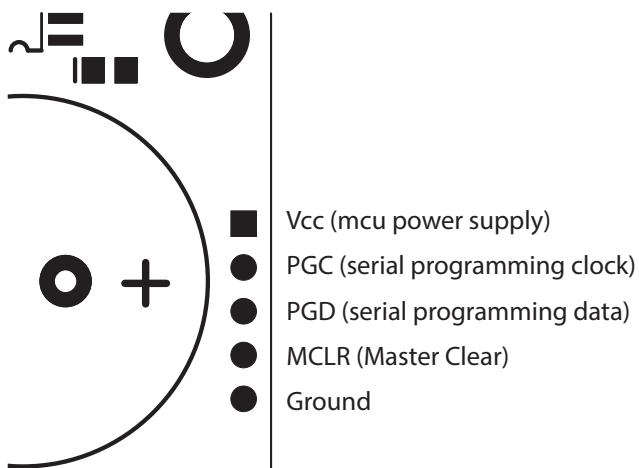 Vcc (mcu power supply)
PGC (serial programming clock)
PGD (serial programming data)
MCLR (Master Clear)
Ground